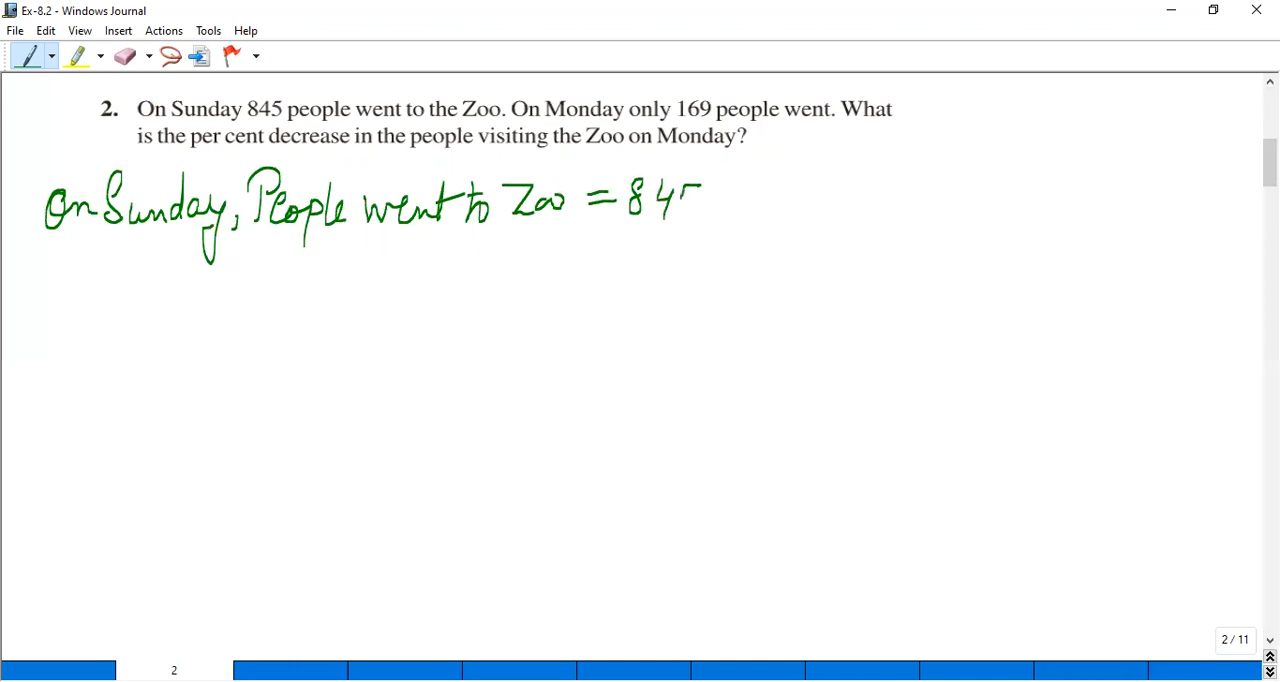 Ex-8.2 - Windows Journal
File Edit View Insert Actions Tools Help
2. On Sunday 845 people went to the Zoo. On Monday only 169 people went. What
is the per cent decrease in the people visiting the Zoo on Monday?
On Sunday, People went to Zoo = 845
2 / 11
2